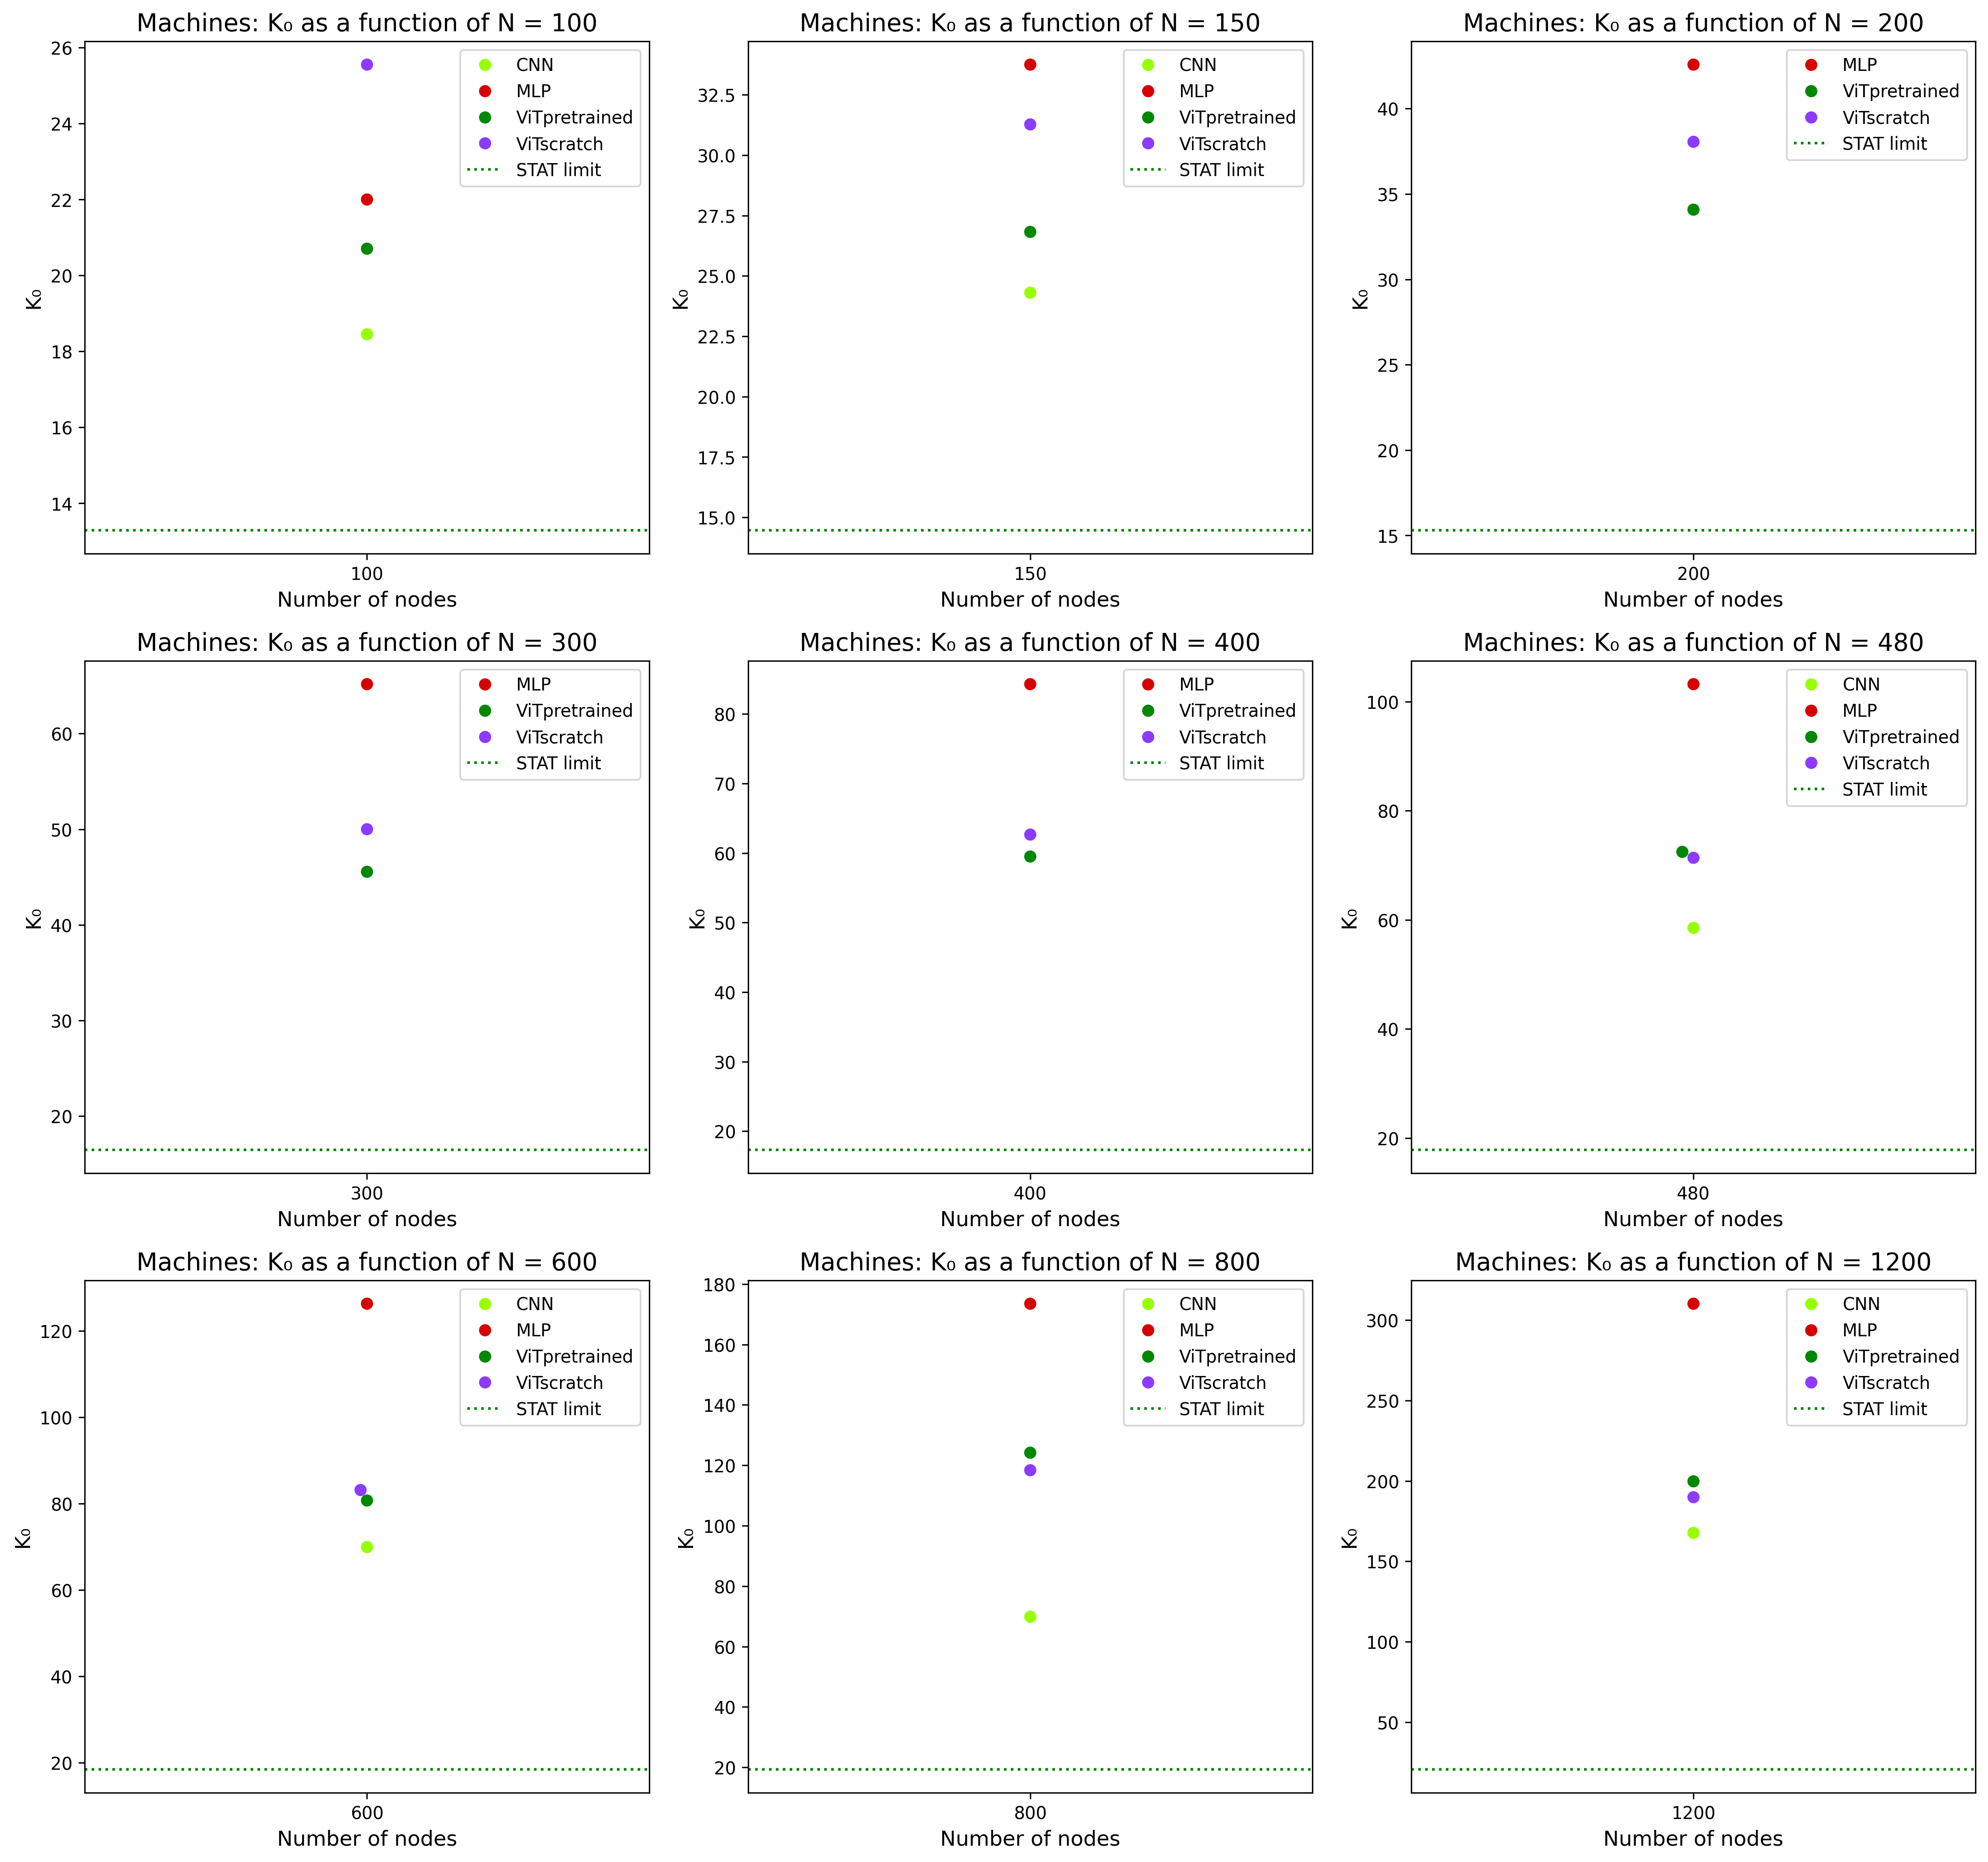 Machines: K₀ as a function of N = 100
26
24
22
20
18
16
14
K₀
CNN
MLP
ViTpretrained
ViTscratch
STAT limit
100
Number of nodes
Machines: K₀ as a function of N = 150
32.5
30.0
27.5
25.0
22.5
20.0
17.5
15.0
K₀
CNN
MLP
ViTpretrained
ViTscratch
STAT limit
150
Number of nodes
Machines: K₀ as a function of N = 200
40
35
30
25
20
15
K₀
MLP
ViTpretrained
ViTscratch
STAT limit
200
Number of nodes
Machines: K₀ as a function of N = 300
60
50
40
30
20
K₀
MLP
ViTpretrained
ViTscratch
STAT limit
300
Number of nodes
Machines: K₀ as a function of N = 400
80
70
60
50
40
30
20
K₀
MLP
ViTpretrained
ViTscratch
STAT limit
400
Number of nodes
Machines: K₀ as a function of N = 480
100
80
60
40
20
K₀
CNN
MLP
ViTpretrained
ViTscratch
STAT limit
480
Number of nodes
Machines: K₀ as a function of N = 600
120
100
80
60
40
20
K₀
CNN
MLP
ViTpretrained
ViTscratch
STAT limit
600
Number of nodes
Machines: K₀ as a function of N = 800
180
160
140
120
100
80
60
40
20
K₀
CNN
MLP
ViTpretrained
ViTscratch
STAT limit
800
Number of nodes
Machines: K₀ as a function of N = 1200
300
250
200
150
100
50
K₀
CNN
MLP
ViTpretrained
ViTscratch
STAT limit
1200
Number of nodes